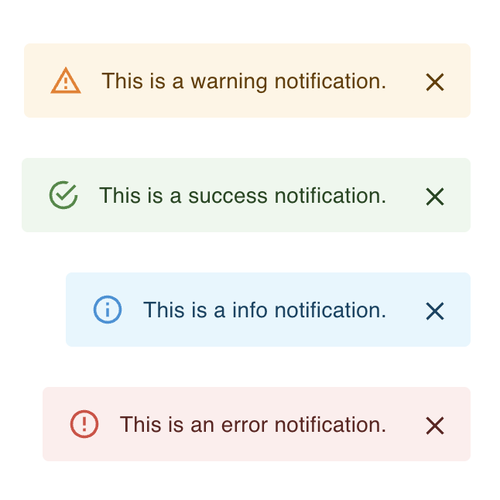 This is a warning notification.
This is a success notification.
This is a info notification.
This is an error notification.